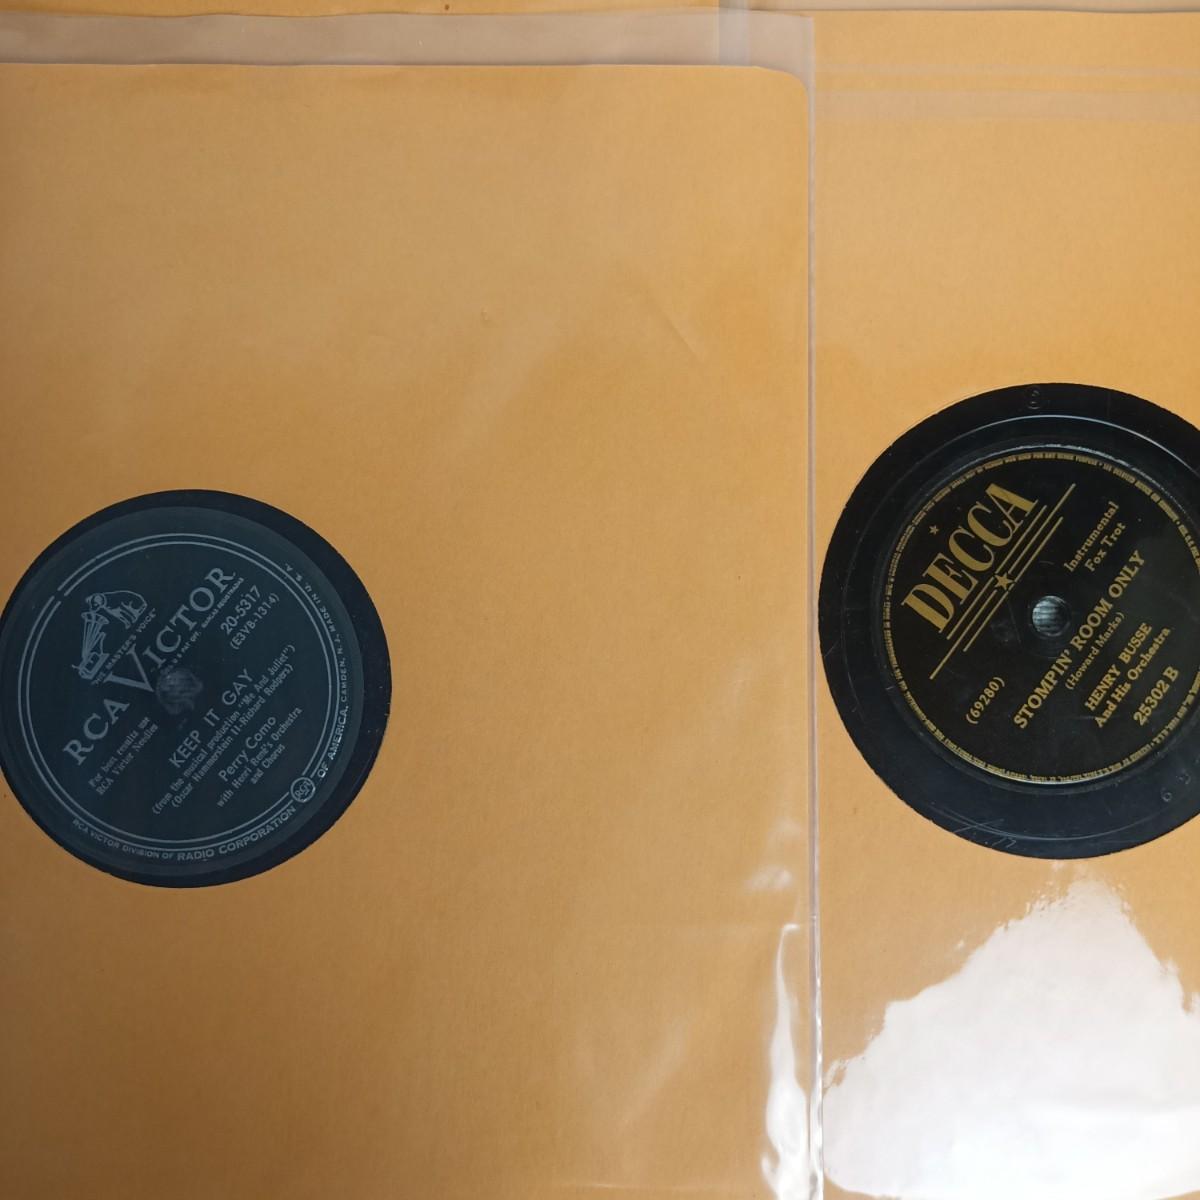 "HIS MASTER'S VOICE"
RCA VICTOR
20-5317
(E3VB-1314)
For best results use
RCA Victor Needles
KEEP IT GAY
(from the musical production "Me And Juliet")
(Oscar Hammerstein II-Richard Rodgers)
Perry Como
with Henri René's Orchestra
and Chorus
RCA VICTOR DIVISION OF RADIO CORPORATION
RCA
OF AMERICA, CAMDEN, N.J., MADE IN U.S.A.
DECCA
Instrumental
Fox Trot
(69280)
STOMPIN' ROOM ONLY
(Howard Marks)
HENRY BUSSE
And His Orchestra
25302 B